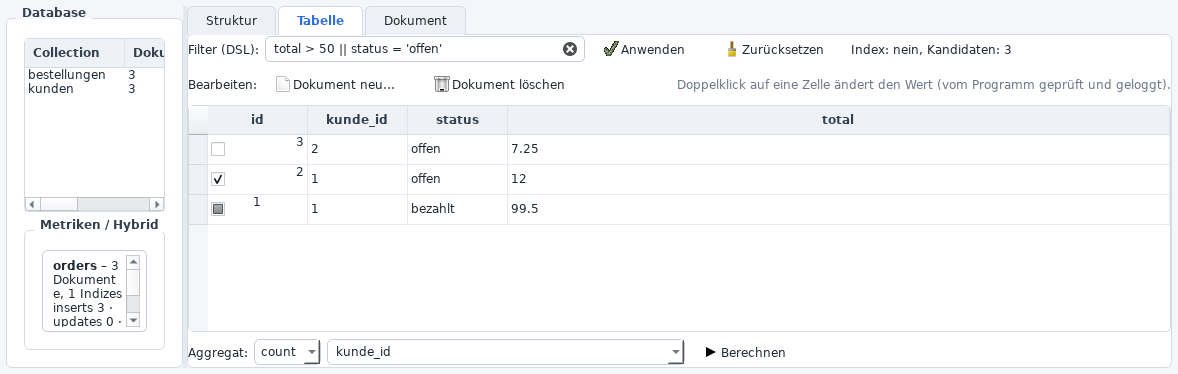 Database
Collection Doku
bestellungen 3
kunden 3
Metriken / Hybrid
orders – 3
Dokument
e, 1 Indizes
inserts 3 ·
updates 0 ·
Struktur Tabelle Dokument
Filter (DSL): total > 50 || status = 'offen' Anwenden Zurücksetzen Index: nein, Kandidaten: 3
Bearbeiten: Dokument neu... Dokument löschen Doppelklick auf eine Zelle ändert den Wert (vom Programm geprüft und geloggt).
id kunde_id status total
3 2 offen 7.25
2 1 offen 12
1 1 bezahlt 99.5
Aggregat: count kunde_id Berechnen